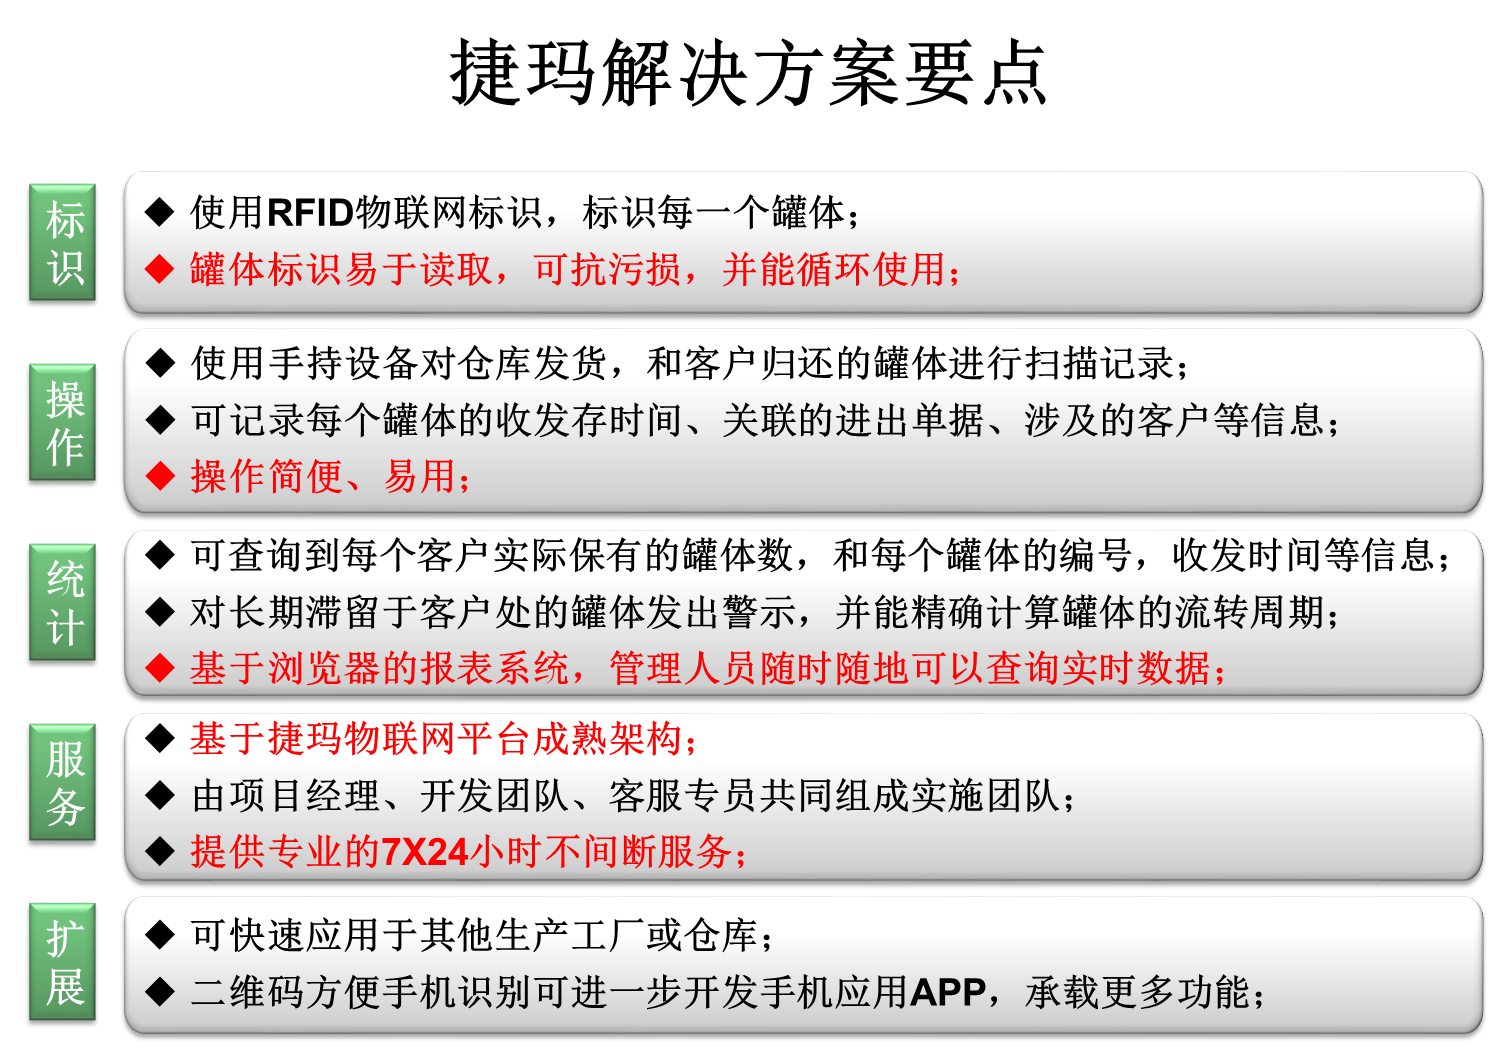 捷玛解决方案要点
标识
◆ 使用RFID物联网标识，标识每一个罐体；
◆ 罐体标识易于读取，可抗污损，并能循环使用；
操作
◆ 使用手持设备对仓库发货，和客户归还的罐体进行扫描记录；
◆ 可记录每个罐体的收发存时间、关联的进出单据、涉及的客户等信息；
◆ 操作简便、易用；
统计
◆ 可查询到每个客户实际保有的罐体数，和每个罐体的编号，收发时间等信息；
◆ 对长期滞留于客户处的罐体发出警示，并能精确计算罐体的流转周期；
◆ 基于浏览器的报表系统，管理人员随时随地可以查询实时数据；
服务
◆ 基于捷玛物联网平台成熟架构；
◆ 由项目经理、开发团队、客服专员共同组成实施团队；
◆ 提供专业的7X24小时不间断服务；
扩展
◆ 可快速应用于其他生产工厂或仓库；
◆ 二维码方便手机识别可进一步开发手机应用APP，承载更多功能；